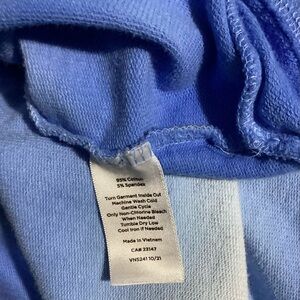 95% Cotton
5% Spandex
Turn Garment Inside Out
Machine Wash Cold
Gentle Cycle
Only Non-Chlorine Bleach
When Needed
Tumble Dry Low
Cool Iron if Needed
Made in Vietnam
CA# 23147
VNS241 10/21